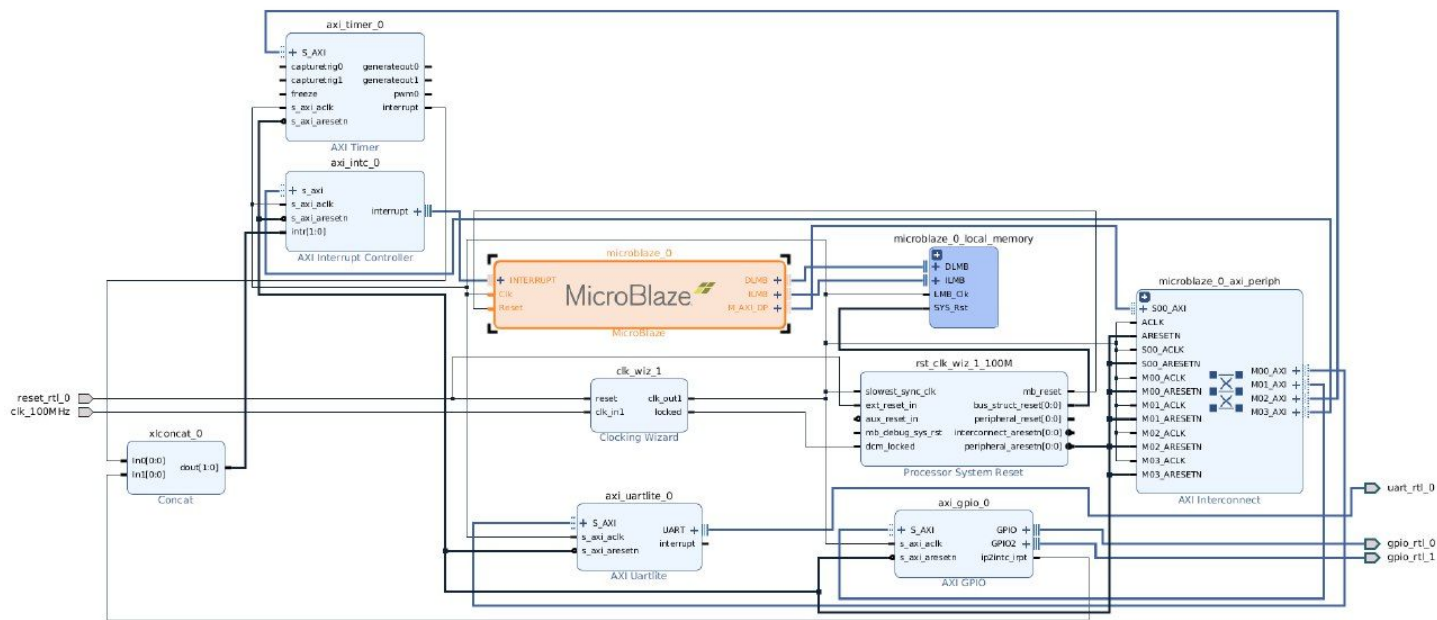 axi_timer_0
S_AXI
capturetrig0 generateout0
capturetrig1 generateout1
freeze pwm0
s_axi_aclk interrupt
s_axi_aresetn
AXI Timer
axi_intc_0
s_axi
s_axi_aclk
s_axi_aresetn
intr[1:0]
interrupt
AXI Interrupt Controller
microblaze_0
INTERRUPT
Clk
Reset
MicroBlaze
DLMB
ILMB
M_AXI_DP
MicroBlaze
microblaze_0_local_memory
DLMB
ILMB
LMB_Clk
SYS_Rst
microblaze_0_axi_periph
S00_AXI
ACLK
ARESETN
S00_ACLK
S00_ARESETN
M00_ACLK
M00_ARESETN
M01_ACLK
M01_ARESETN
M02_ACLK
M02_ARESETN
M03_ACLK
M03_ARESETN
M00_AXI
M01_AXI
M02_AXI
M03_AXI
AXI Interconnect
reset_rtl_0
clk_100MHz
clk_wiz_1
reset clk_out1
clk_in1 locked
Clocking Wizard
rst_clk_wiz_1_100M
slowest_sync_clk mb_reset
ext_reset_in bus_struct_reset[0:0]
aux_reset_in peripheral_reset[0:0]
mb_debug_sys_rst interconnect_aresetn[0:0]
dcm_locked peripheral_aresetn[0:0]
Processor System Reset
xlconcat_0
In0[0:0]
In1[0:0]
dout[1:0]
Concat
axi_uartlite_0
S_AXI
s_axi_aclk
s_axi_aresetn
UART
interrupt
AXI Uartlite
axi_gpio_0
S_AXI GPIO
s_axi_aclk GPIO2
s_axi_aresetn ip2intc_irpt
AXI GPIO
uart_rtl_0
gpio_rtl_0
gpio_rtl_1